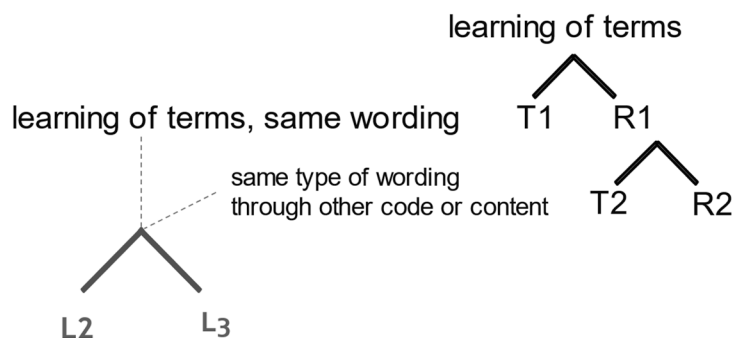 learning of terms
T1 R1
learning of terms, same wording
same type of wording
through other code or content
T2 R2
L2 L3